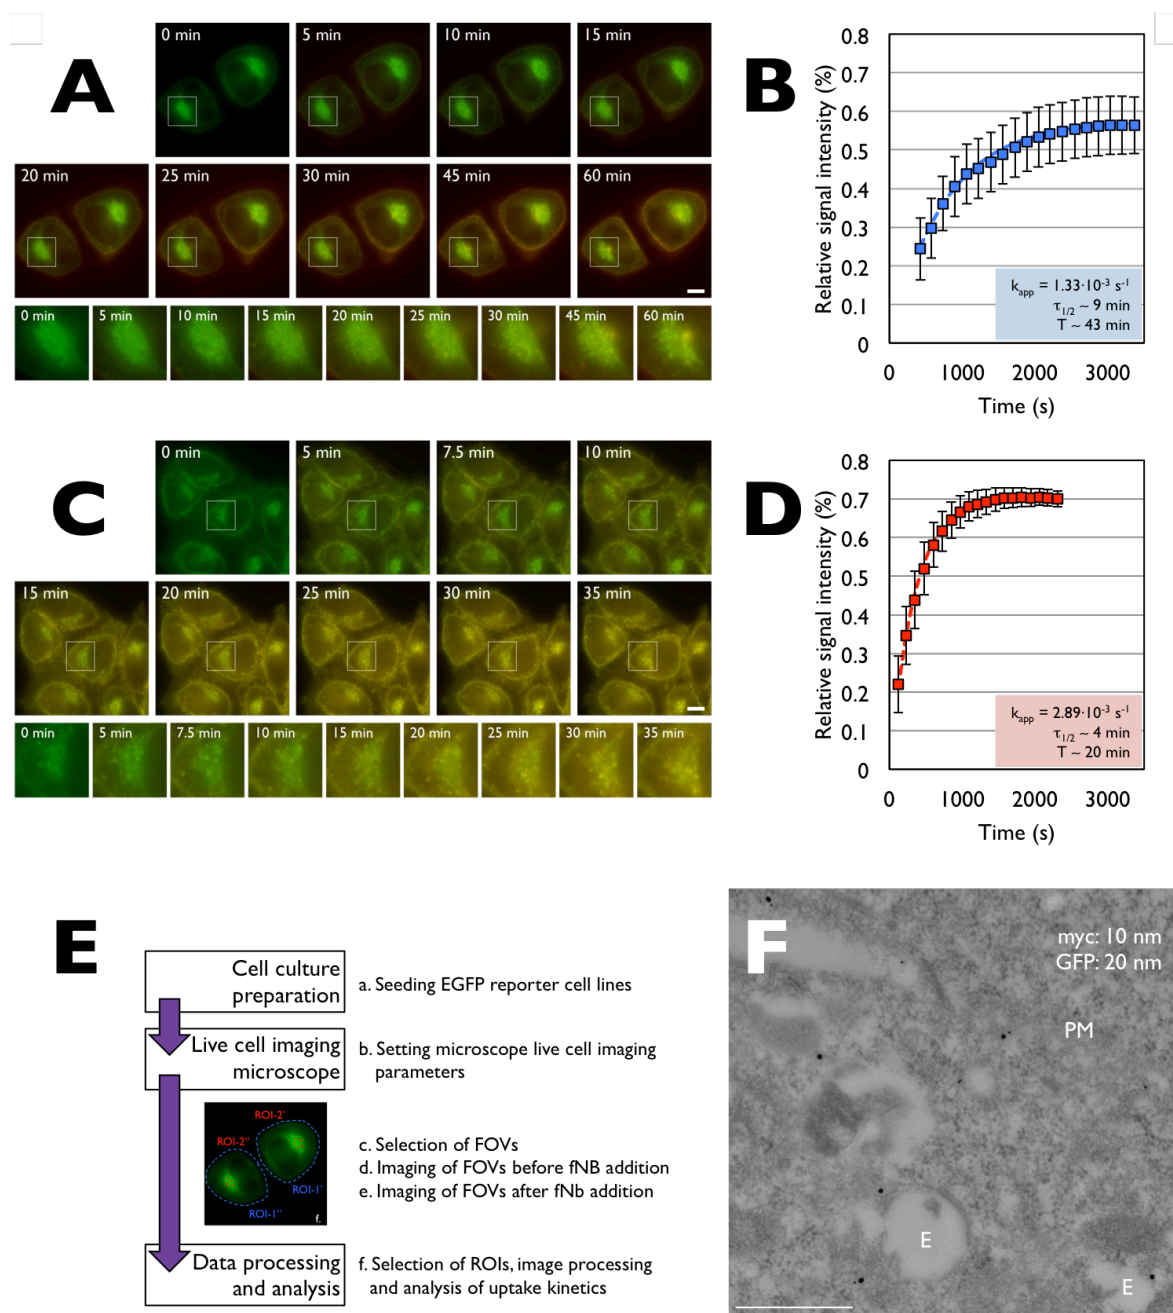 A
0 min
5 min
10 min
15 min
20 min
25 min
30 min
45 min
60 min
0 min
5 min
10 min
15 min
20 min
25 min
30 min
45 min
60 min
B
Relative signal intensity (%)
0.8
0.7
0.6
0.5
0.4
0.3
0.2
0.1
0
k_app = 1.33·10⁻³ s⁻¹
τ₁/₂ ~ 9 min
T ~ 43 min
0 1000 2000 3000
Time (s)
C
0 min
5 min
7.5 min
10 min
15 min
20 min
25 min
30 min
35 min
0 min
5 min
7.5 min
10 min
15 min
20 min
25 min
30 min
35 min
D
Relative signal intensity (%)
0.8
0.7
0.6
0.5
0.4
0.3
0.2
0.1
0
k_app = 2.89·10⁻³ s⁻¹
τ₁/₂ ~ 4 min
T ~ 20 min
0 1000 2000 3000
Time (s)
E
Cell culture
preparation
a. Seeding EGFP reporter cell lines
Live cell imaging
microscope
b. Setting microscope live cell imaging
parameters
ROI-2'
ROI-2''
ROI-1'
ROI-1''
f.
c. Selection of FOVs
d. Imaging of FOVs before fNB addition
e. Imaging of FOVs after fNb addition
Data processing
and analysis
f. Selection of ROIs, image processing
and analysis of uptake kinetics
F
myc: 10 nm
GFP: 20 nm
PM
E
E